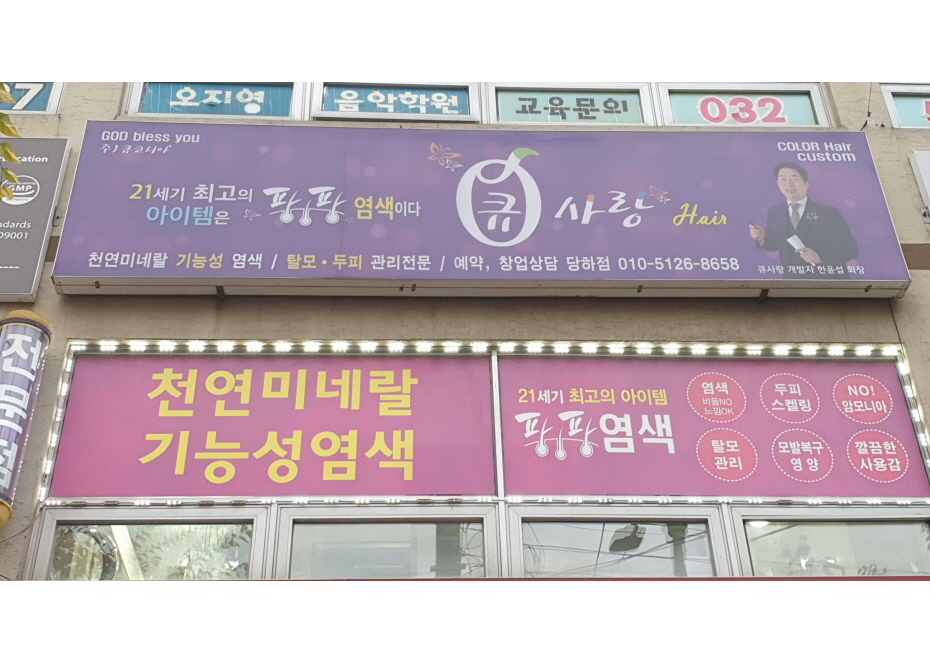 오지영 음악학원 교육문의 032
GOD bless you
주)큐코리아
COLOR Hair
custom
21세기 최고의
아이템은
팡팡 염색이다
큐 사랑 Hair
천연미네랄 기능성 염색 / 탈모·두피 관리전문 / 예약, 창업상담 당하점 010-5126-8658
큐사랑 개발자 한윤섭 회장
GMP
전문점
천연미네랄
기능성염색
21세기 최고의 아이템
팡팡염색
염색
비듬NO
느낌OK
두피
스켈링
NO!
암모니아
탈모
관리
모발복구
영양
깔끔한
사용감